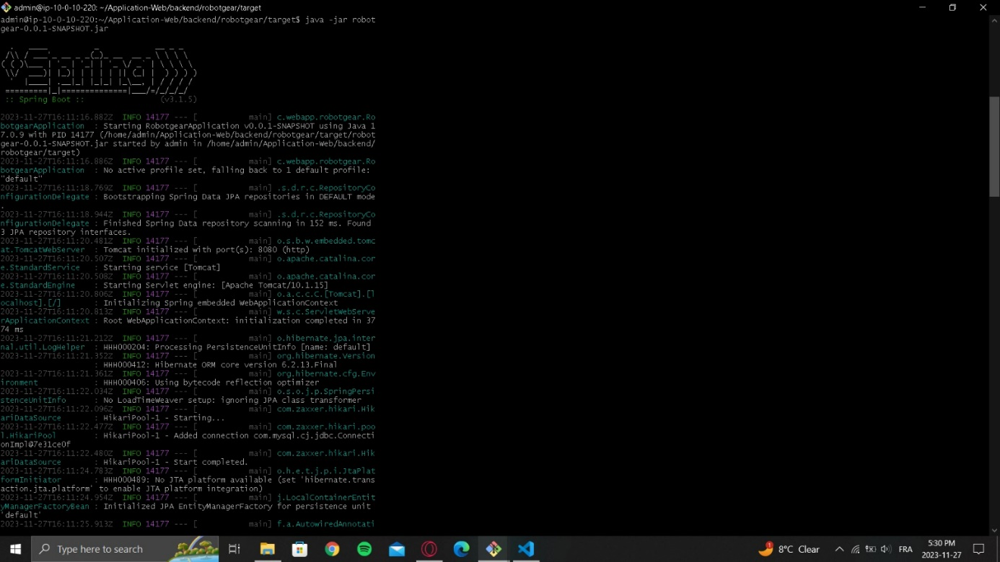 admin@ip-10-0-10-220: ~/Application-Web/backend/robotgear/target
admin@ip-10-0-10-220:~/Application-Web/backend/robotgear/target$ java -jar robot
gear-0.0.1-SNAPSHOT.jar
Spring
:: Spring Boot ::                (v3.1.5)
2023-11-27T16:11:16.882Z  INFO 14177 --- [           main] c.webapp.robotgear.Ro
botgearApplication  : Starting RobotgearApplication v0.0.1-SNAPSHOT using Java 1
7.0.9 with PID 14177 (/home/admin/Application-Web/backend/robotgear/target/robot
gear-0.0.1-SNAPSHOT.jar started by admin in /home/admin/Application-Web/backend/
robotgear/target)
2023-11-27T16:11:16.886Z  INFO 14177 --- [           main] c.webapp.robotgear.Ro
botgearApplication  : No active profile set, falling back to 1 default profile:
"default"
2023-11-27T16:11:18.769Z  INFO 14177 --- [           main] .s.d.r.c.RepositoryCo
nfigurationDelegate : Bootstrapping Spring Data JPA repositories in DEFAULT mode
.
2023-11-27T16:11:18.944Z  INFO 14177 --- [           main] .s.d.r.c.RepositoryCo
nfigurationDelegate : Finished Spring Data repository scanning in 152 ms. Found
3 JPA repository interfaces.
2023-11-27T16:11:20.481Z  INFO 14177 --- [           main] o.s.b.w.embedded.tomc
at.TomcatWebServer  : Tomcat initialized with port(s): 8080 (http)
2023-11-27T16:11:20.507Z  INFO 14177 --- [           main] o.apache.catalina.cor
e.StandardService   : Starting service [Tomcat]
2023-11-27T16:11:20.508Z  INFO 14177 --- [           main] o.apache.catalina.cor
e.StandardEngine    : Starting Servlet engine: [Apache Tomcat/10.1.15]
2023-11-27T16:11:20.806Z  INFO 14177 --- [           main] o.a.c.c.C.[Tomcat].[l
ocalhost].[/]       : Initializing Spring embedded WebApplicationContext
2023-11-27T16:11:20.813Z  INFO 14177 --- [           main] w.s.c.ServletWebServe
rApplicationContext : Root WebApplicationContext: initialization completed in 37
74 ms
2023-11-27T16:11:21.212Z  INFO 14177 --- [           main] o.hibernate.jpa.inter
nal.util.LogHelper  : HHH000204: Processing PersistenceUnitInfo [name: default]
2023-11-27T16:11:21.352Z  INFO 14177 --- [           main] org.hibernate.Version
                    : HHH000412: Hibernate ORM core version 6.2.13.Final
2023-11-27T16:11:21.361Z  INFO 14177 --- [           main] org.hibernate.cfg.Env
ironment            : HHH000406: Using bytecode reflection optimizer
2023-11-27T16:11:22.034Z  INFO 14177 --- [           main] o.s.o.j.p.SpringPersi
stenceUnitInfo      : No LoadTimeWeaver setup: ignoring JPA class transformer
2023-11-27T16:11:22.096Z  INFO 14177 --- [           main] com.zaxxer.hikari.Hik
ariDataSource       : HikariPool-1 - Starting...
2023-11-27T16:11:22.477Z  INFO 14177 --- [           main] com.zaxxer.hikari.poo
l.HikariPool        : HikariPool-1 - Added connection com.mysql.cj.jdbc.Connecti
onImpl@7e31ce0f
2023-11-27T16:11:22.480Z  INFO 14177 --- [           main] com.zaxxer.hikari.Hik
ariDataSource       : HikariPool-1 - Start completed.
2023-11-27T16:11:24.783Z  INFO 14177 --- [           main] o.h.e.t.j.p.i.JtaPlat
formInitiator       : HHH000489: No JTA platform available (set 'hibernate.trans
action.jta.platform' to enable JTA platform integration)
2023-11-27T16:11:24.954Z  INFO 14177 --- [           main] j.LocalContainerEntit
yManagerFactoryBean : Initialized JPA EntityManagerFactory for persistence unit
'default'
2023-11-27T16:11:25.913Z  INFO 14177 --- [           main] f.a.AutowiredAnnotati
Type here to search
1
8°C Clear
FRA
5:30 PM
2023-11-27